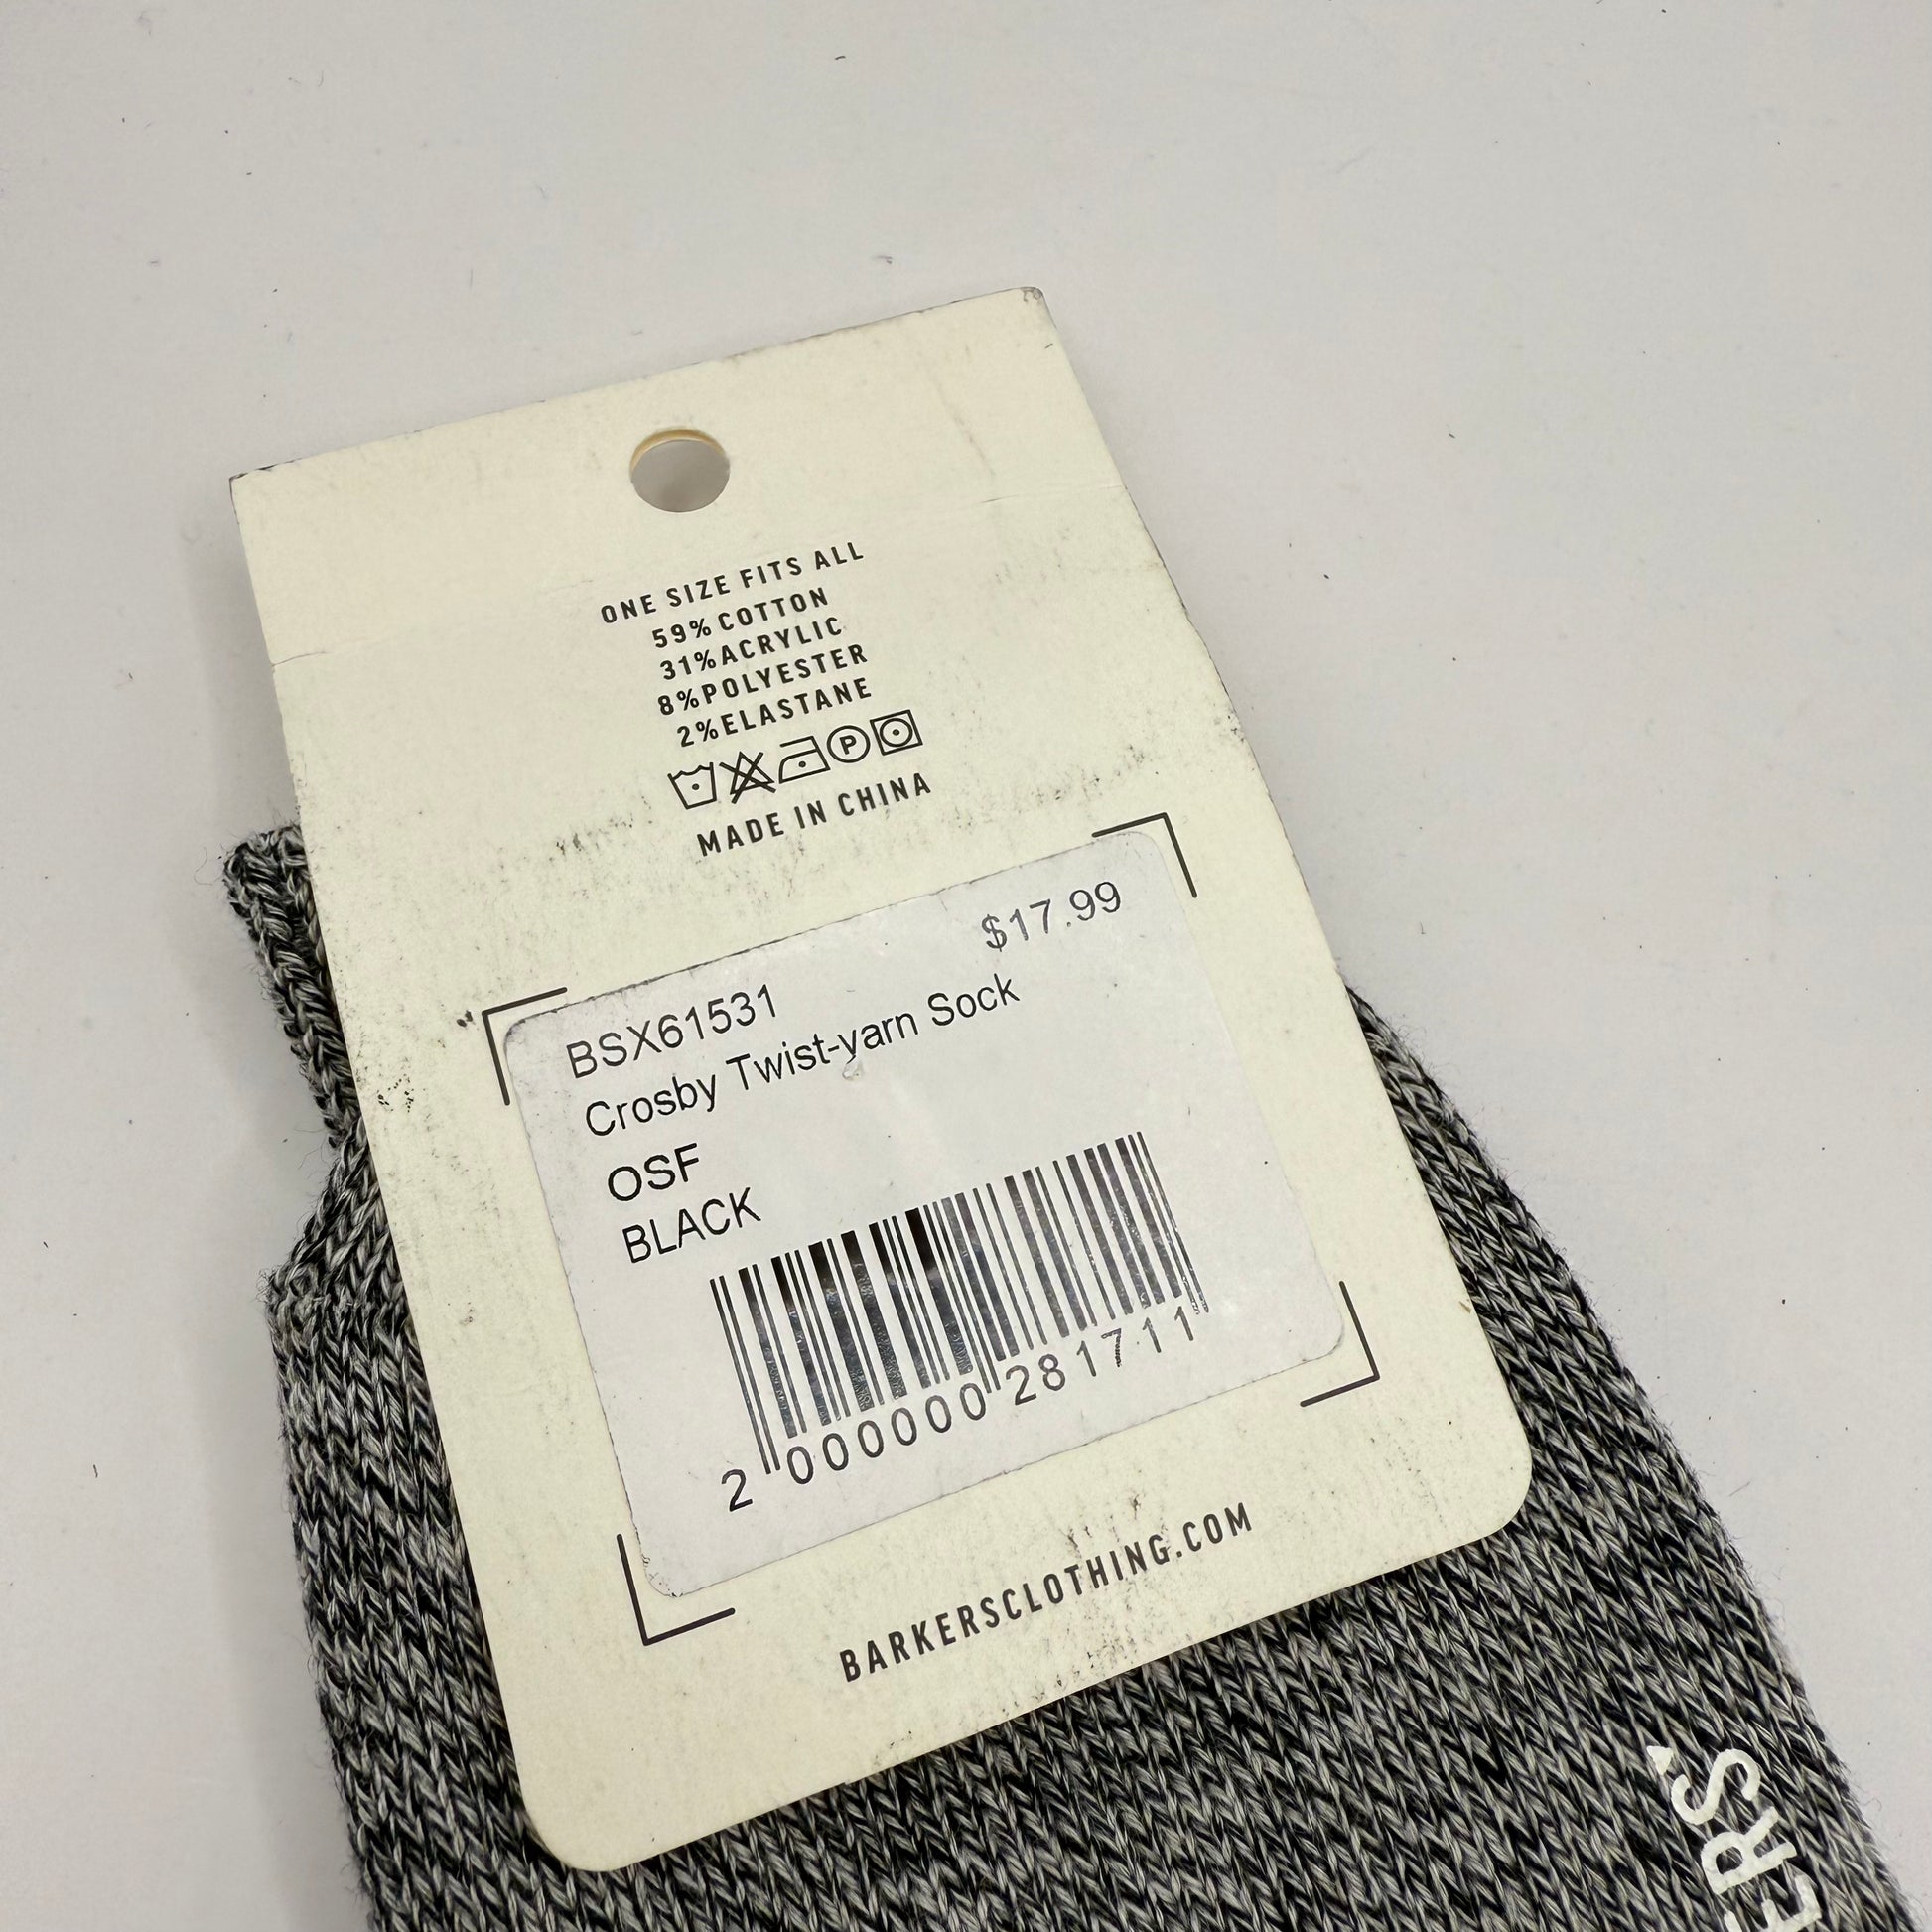 ONE SIZE FITS ALL
59% COTTON
31% ACRYLIC
8% POLYESTER
2% ELASTANE
P
MADE IN CHINA
$17.99
BSX61531
Crosby Twist-yarn Sock
OSF
BLACK
2 000000 281711
BARKERSCLOTHING.COM
ERS